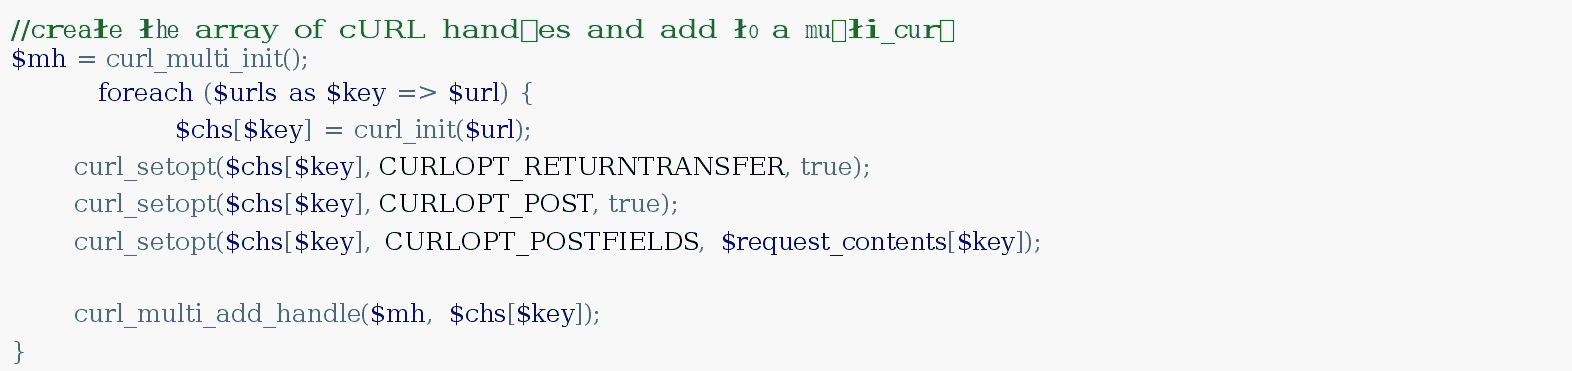 //create the array of cURL handles and add to a multi_curl
$mh = curl_multi_init();
foreach ($urls as $key => $url) {
$chs[$key] = curl_init($url);
curl_setopt($chs[$key], CURLOPT_RETURNTRANSFER, true);
curl_setopt($chs[$key], CURLOPT_POST, true);
curl_setopt($chs[$key], CURLOPT_POSTFIELDS, $request_contents[$key]);
curl_multi_add_handle($mh, $chs[$key]);
}